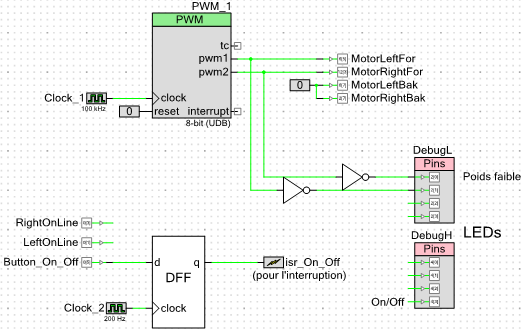 PWM_1
PWM
tc
pwm1
pwm2
MotorLeftFor
MotorRightFor
MotorLeftBak
MotorRightBak
0
Clock_1
100 kHz
clock
0
reset
interrupt
8-bit (UDB)
DebugL
Pins
Poids faible
RightOnLine
LeftOnLine
Button_On_Off
d
q
DFF
isr_On_Off
(pour l'interruption)
LEDs
DebugH
Pins
On/Off
Clock_2
200 Hz
clock